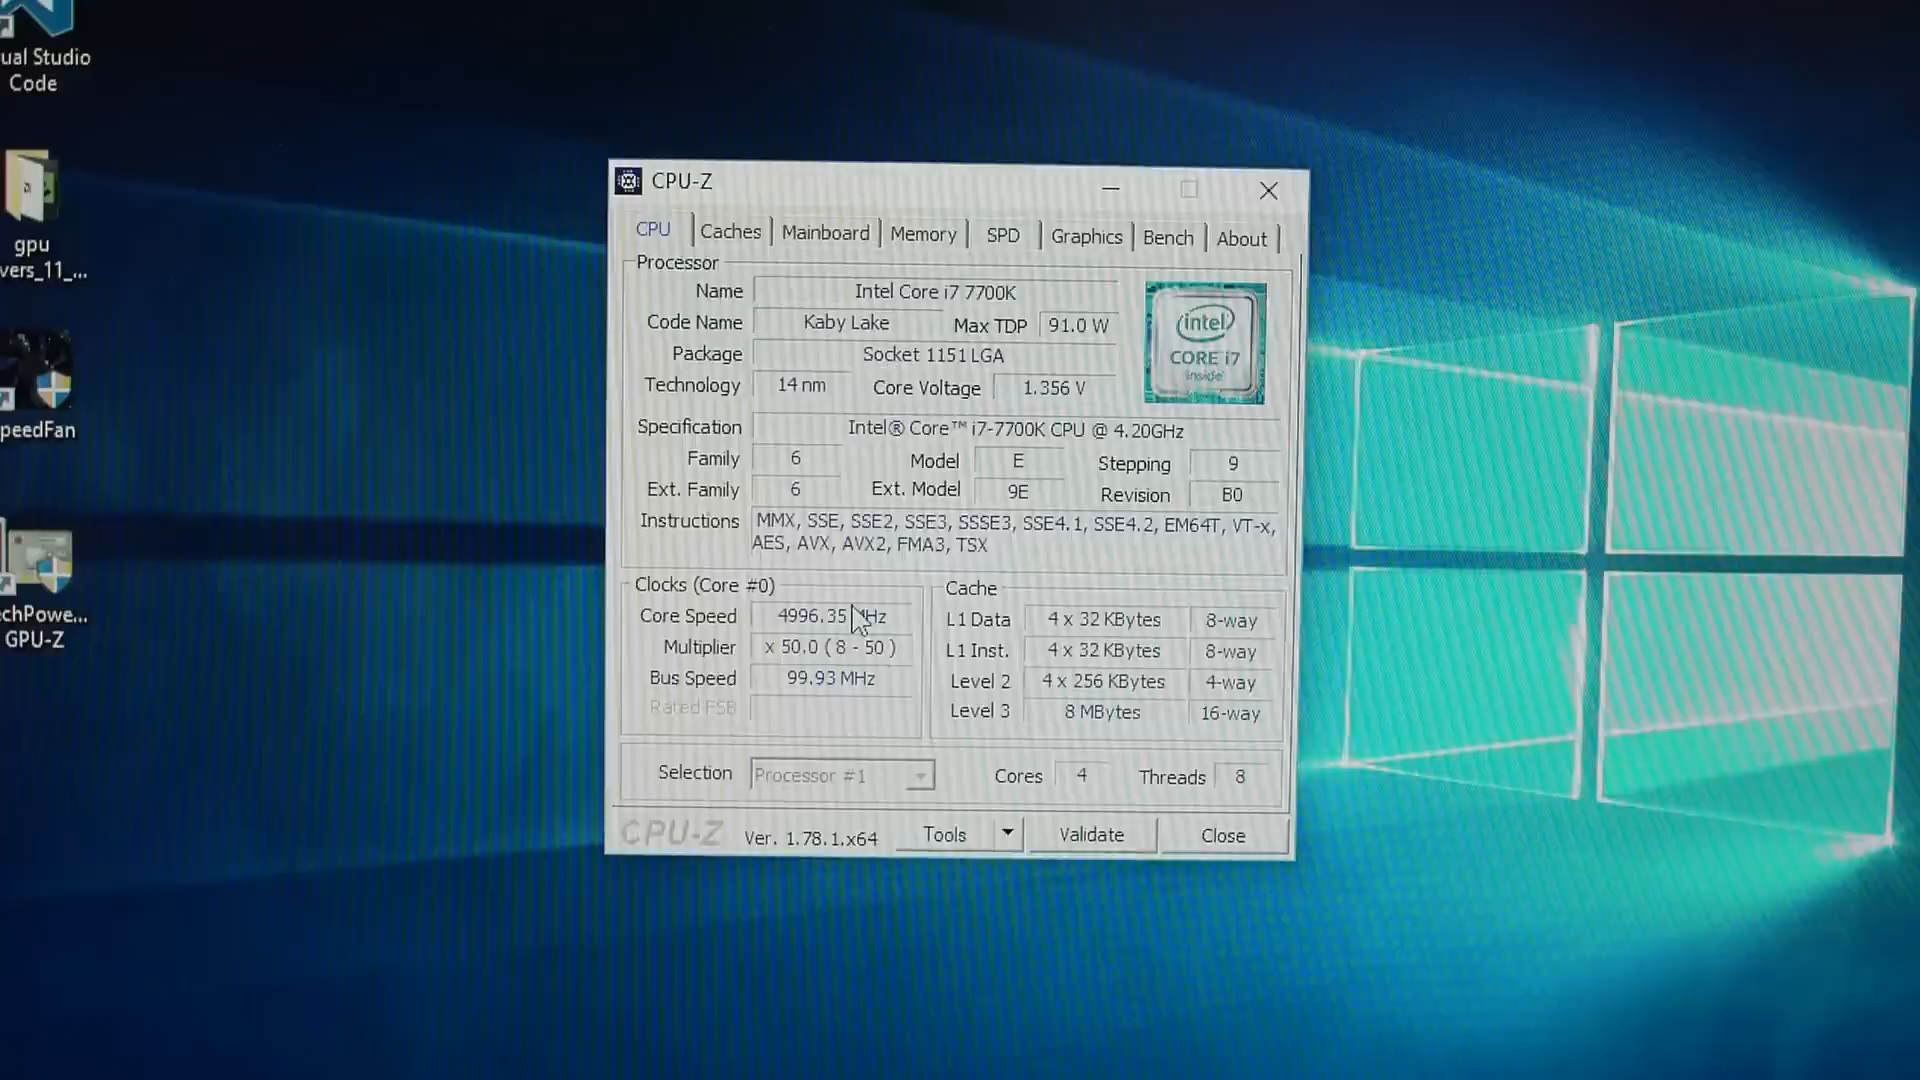 ual Studio
Code
gpu
vers_11_...
peedFan
echPowe...
GPU-Z
CPU-Z
CPU Caches Mainboard Memory SPD Graphics Bench About
Processor
Name Intel Core i7 7700K
Code Name Kaby Lake Max TDP 91.0 W
Package Socket 1151 LGA
Technology 14 nm Core Voltage 1.356 V
intel
CORE i7
inside
Specification Intel® Core™ i7-7700K CPU @ 4.20GHz
Family 6 Model E Stepping 9
Ext. Family 6 Ext. Model 9E Revision B0
Instructions MMX, SSE, SSE2, SSE3, SSSE3, SSE4.1, SSE4.2, EM64T, VT-x,
AES, AVX, AVX2, FMA3, TSX
Clocks (Core #0)
Core Speed 4996.35 MHz
Multiplier x 50.0 ( 8 - 50 )
Bus Speed 99.93 MHz
Rated FSB
Cache
L1 Data 4 x 32 KBytes 8-way
L1 Inst. 4 x 32 KBytes 8-way
Level 2 4 x 256 KBytes 4-way
Level 3 8 MBytes 16-way
Selection Processor #1 Cores 4 Threads 8
CPU-Z Ver. 1.78.1.x64 Tools Validate Close